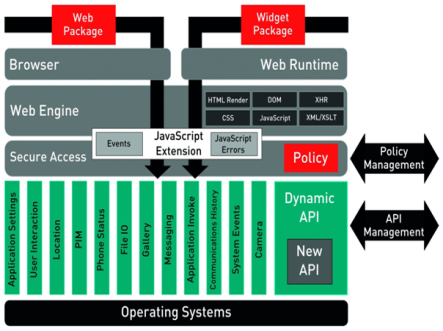 Web
Package
Widget
Package
Browser
Web Runtime
Web Engine
HTML Render
DOM
XHR
CSS
JavaScript
XML/XSLT
Events
JavaScript
Extension
JavaScript
Errors
Secure Access
Policy
Policy
Management
Application Settings
User Interaction
Location
PIM
Phone Status
File IO
Gallery
Messaging
Application Invoke
Communications History
System Events
Camera
Dynamic
API
New
API
API
Management
Operating Systems